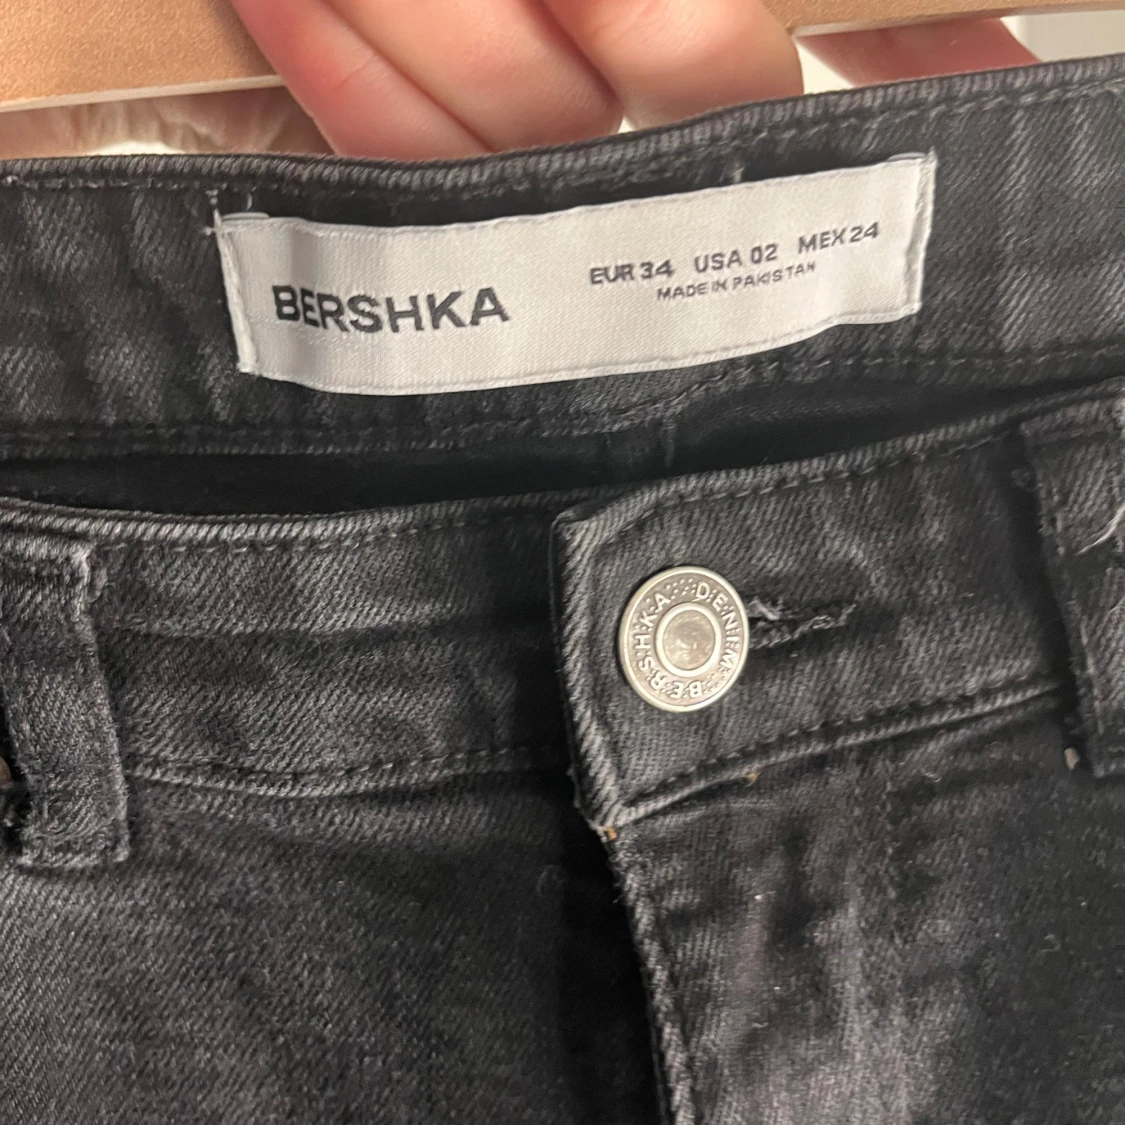 BERSHKA
EUR 34 USA 02 MEX 24
MADE IN PAKISTAN
BERSHKA DENIM